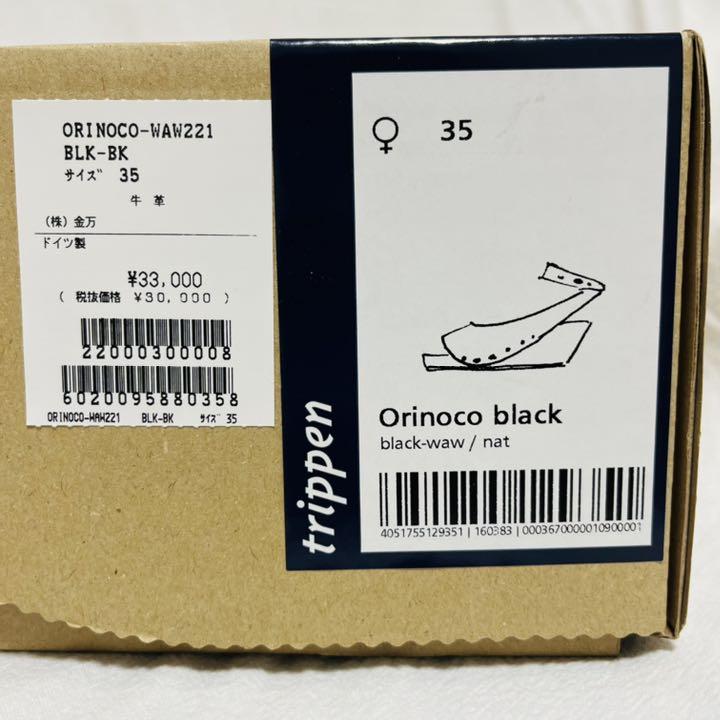 ORINOCO-WAW221
BLK-BK
サイズ 35
牛 革
(株) 金万
ドイツ製
¥33,000
( 税抜価格 ¥30,000 )
22000300008
6020095880358
ORINOCO-WAW221 BLK-BK サイズ 35
♀ 35
Orinoco black
black-waw / nat
4051755129351 | 160383 | 0003670000010900001
trippen